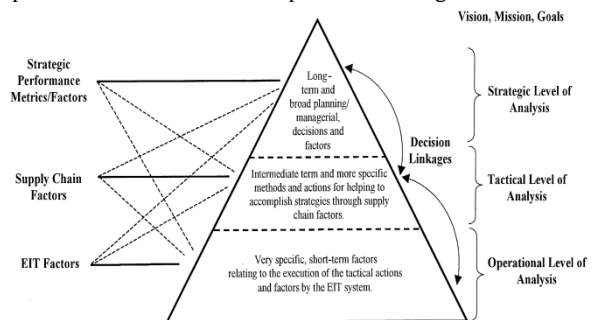 Vision, Mission, Goals
Strategic
Performance
Metrics/Factors
Supply Chain
Factors
EIT Factors
Long-
term and
broad planning/
managerial,
decisions and
factors
Intermediate term and more specific
methods and actions for helping to
accomplish strategies through supply
chain factors.
Very specific, short-term factors
relating to the execution of the tactical actions
and factors by the EIT system.
Decision
Linkages
Strategic Level of
Analysis
Tactical Level of
Analysis
Operational Level of
Analysis